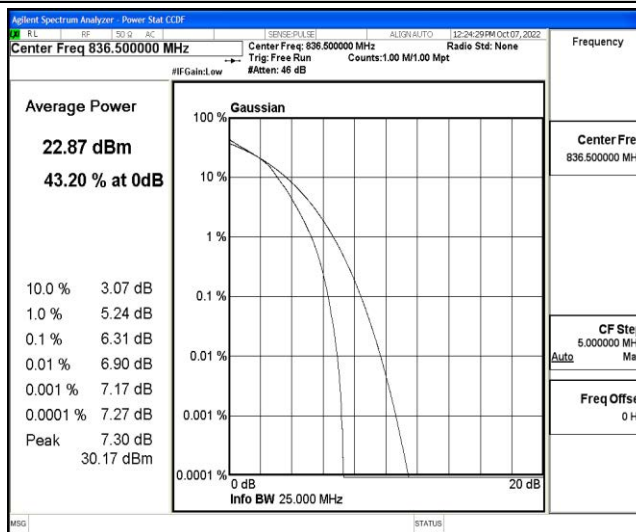 Agilent Spectrum Analyzer - Power Stat CCDF
RL RF 50 Ω AC SENSE:PULSE ALIGN AUTO 12:24:29 PM Oct 07, 2022
Center Freq 836.500000 MHz
Center Freq: 836.500000 MHz Radio Std: None
Trig: Free Run Counts:1.00 M/1.00 Mpt
#IFGain:Low #Atten: 46 dB
Frequency
Average Power
22.87 dBm
43.20 % at 0dB
10.0 % 3.07 dB
1.0 % 5.24 dB
0.1 % 6.31 dB
0.01 % 6.90 dB
0.001 % 7.17 dB
0.0001 % 7.27 dB
Peak 7.30 dB
30.17 dBm
Gaussian
100 %
10 %
1 %
0.1 %
0.01 %
0.001 %
0.0001 %
0 dB 20 dB
Info BW 25.000 MHz
Center Fre
836.500000 MH
CF Ste
5.000000 MH
Auto Ma
Freq Offse
0 H
MSG STATUS